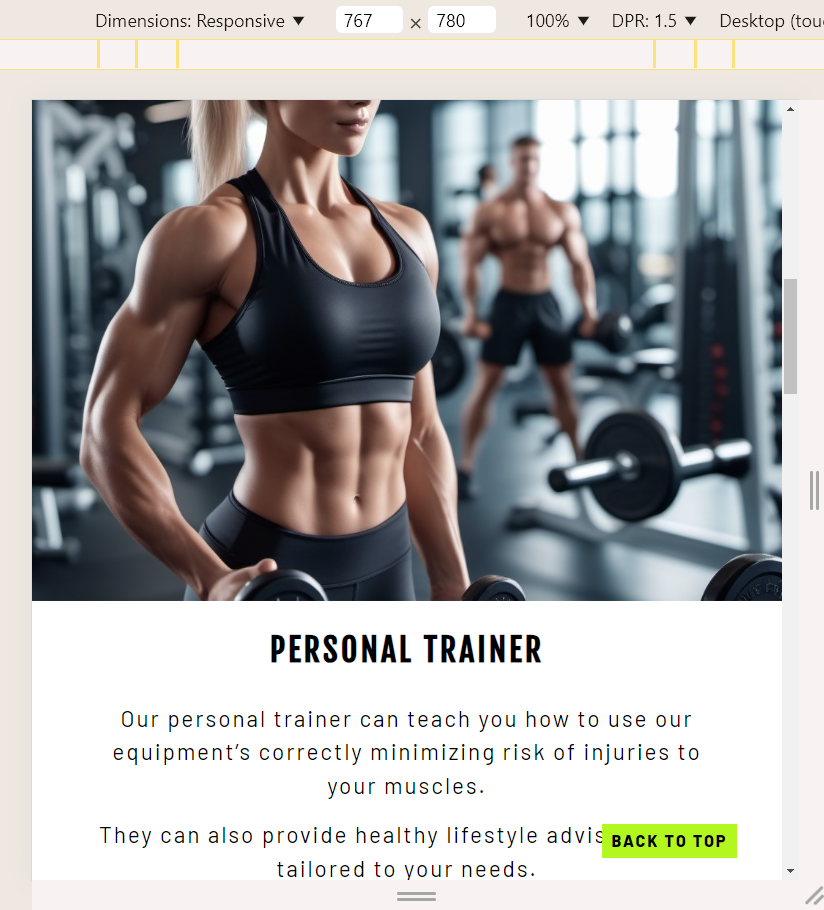 Dimensions: Responsive ▼ 767 × 780 100% ▼ DPR: 1.5 ▼ Desktop (tou
PERSONAL TRAINER
Our personal trainer can teach you how to use our
equipment’s correctly minimizing risk of injuries to
your muscles.
They can also provide healthy lifestyle advis
BACK TO TOP
tailored to your needs.